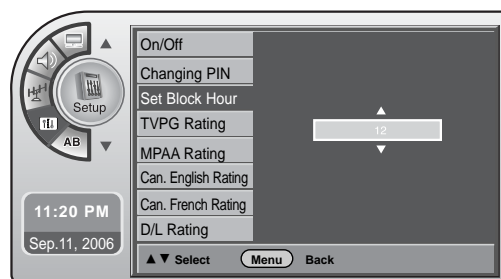 Setup
AB
11:20 PM
Sep.11, 2006
On/Off
Changing PIN
Set Block Hour
TVPG Rating
MPAA Rating
Can. English Rating
Can. French Rating
D/L Rating
12
▲▼ Select Menu Back